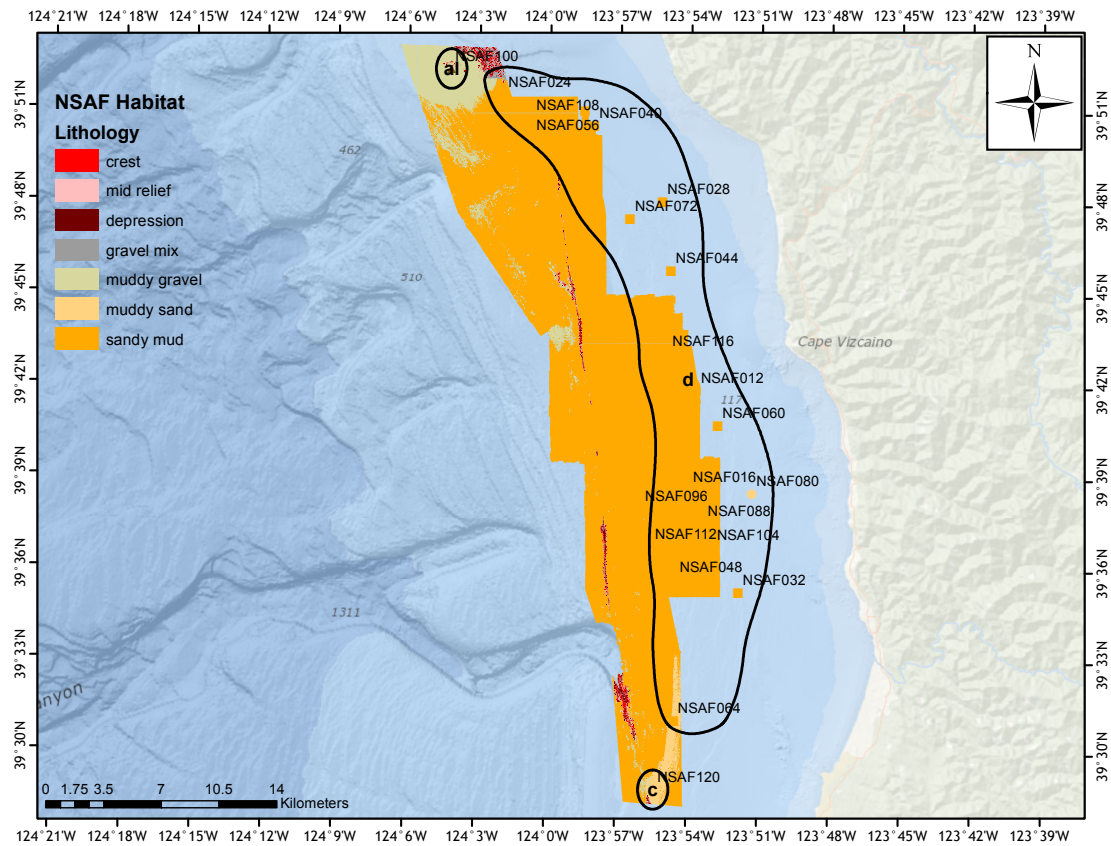 124°21'W 124°18'W 124°15'W 124°12'W 124°9'W 124°6'W 124°3'W 124°0'W 123°57'W 123°54'W 123°51'W 123°48'W 123°45'W 123°42'W 123°39'W
N
NSAF100
al
NSAF024
39°51'N
39°51'N
NSAF Habitat
NSAF108
NSAF040
NSAF056
Lithology
crest
462
mid relief
NSAF028
39°48'N
39°48'N
NSAF072
depression
gravel mix
NSAF044
muddy gravel
510
39°45'N
39°45'N
muddy sand
sandy mud
NSAF116
Cape Vizcaino
39°42'N
39°42'N
d
NSAF012
117
NSAF060
39°39'N
39°39'N
NSAF016
NSAF080
NSAF096
NSAF088
NSAF112
NSAF104
39°36'N
39°36'N
NSAF048
NSAF032
1311
39°33'N
39°33'N
anyon
NSAF064
39°30'N
39°30'N
NSAF120
c
0 1.75 3.5 7 10.5 14
Kilometers
124°21'W 124°18'W 124°15'W 124°12'W 124°9'W 124°6'W 124°3'W 124°0'W 123°57'W 123°54'W 123°51'W 123°48'W 123°45'W 123°42'W 123°39'W